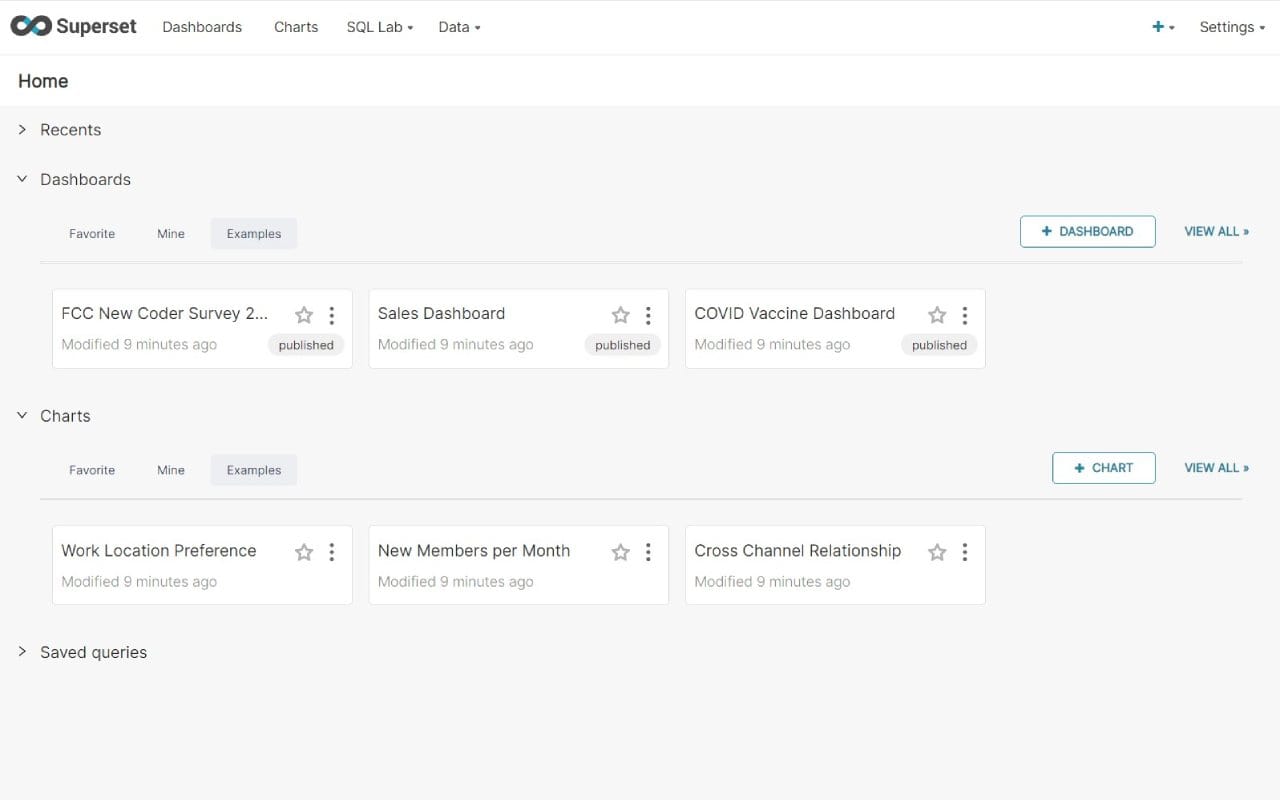 Superset Dashboards Charts SQL Lab Data + Settings
Home
Recents
Dashboards
Favorite Mine Examples + DASHBOARD VIEW ALL »
FCC New Coder Survey 2...
Modified 9 minutes ago published
Sales Dashboard
Modified 9 minutes ago published
COVID Vaccine Dashboard
Modified 9 minutes ago published
Charts
Favorite Mine Examples + CHART VIEW ALL »
Work Location Preference
Modified 9 minutes ago
New Members per Month
Modified 9 minutes ago
Cross Channel Relationship
Modified 9 minutes ago
Saved queries